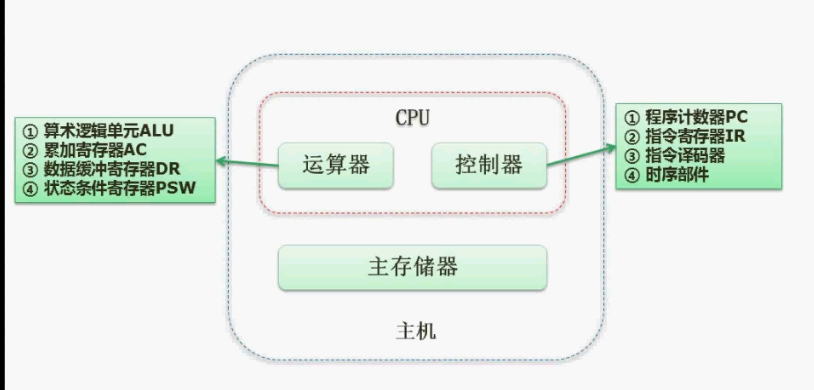 CPU
① 算术逻辑单元ALU
② 累加寄存器AC
③ 数据缓冲寄存器DR
④ 状态条件寄存器PSW
运算器
控制器
① 程序计数器PC
② 指令寄存器IR
③ 指令译码器
④ 时序部件
主存储器
主机